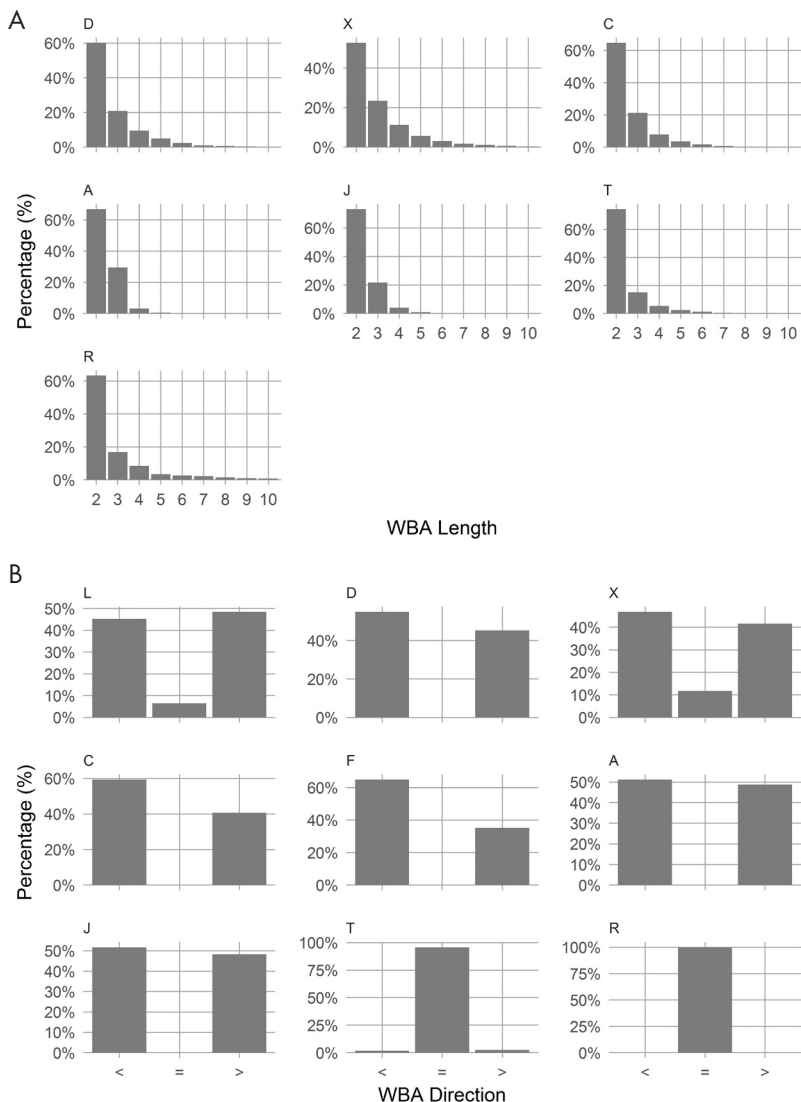 A
D X C
60% 40% 60%
40% 20% 40%
20% 0% 20%
0% 0%
A J T
60% 60% 60%
40% 40% 40%
20% 20% 20%
0% 0% 0%
2 3 4 5 6 7 8 9 10 2 3 4 5 6 7 8 9 10
R
60%
40%
20%
0%
2 3 4 5 6 7 8 9 10
Percentage (%)
WBA Length
B
L D X
50% 40% 40%
40% 20% 30%
30% 0% 20%
20% 10%
10% 0%
0%
C F A
60% 60% 50%
40% 40% 40%
20% 20% 30%
0% 0% 20%
10%
0%
J T R
50% 100% 100%
40% 75% 75%
30% 50% 50%
20% 25% 25%
10% 0% 0%
0%
< = > < = > < = >
Percentage (%)
WBA Direction